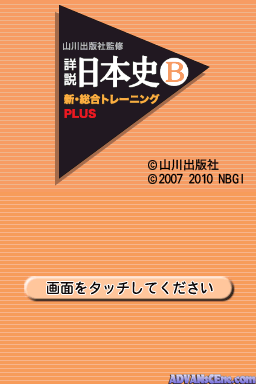 山川出版社監修
詳説日本史B
新・総合トレーニング
PLUS
©山川出版社
©2007 2010 NBGI
画面をタッチしてください
ADVANsCEne.com